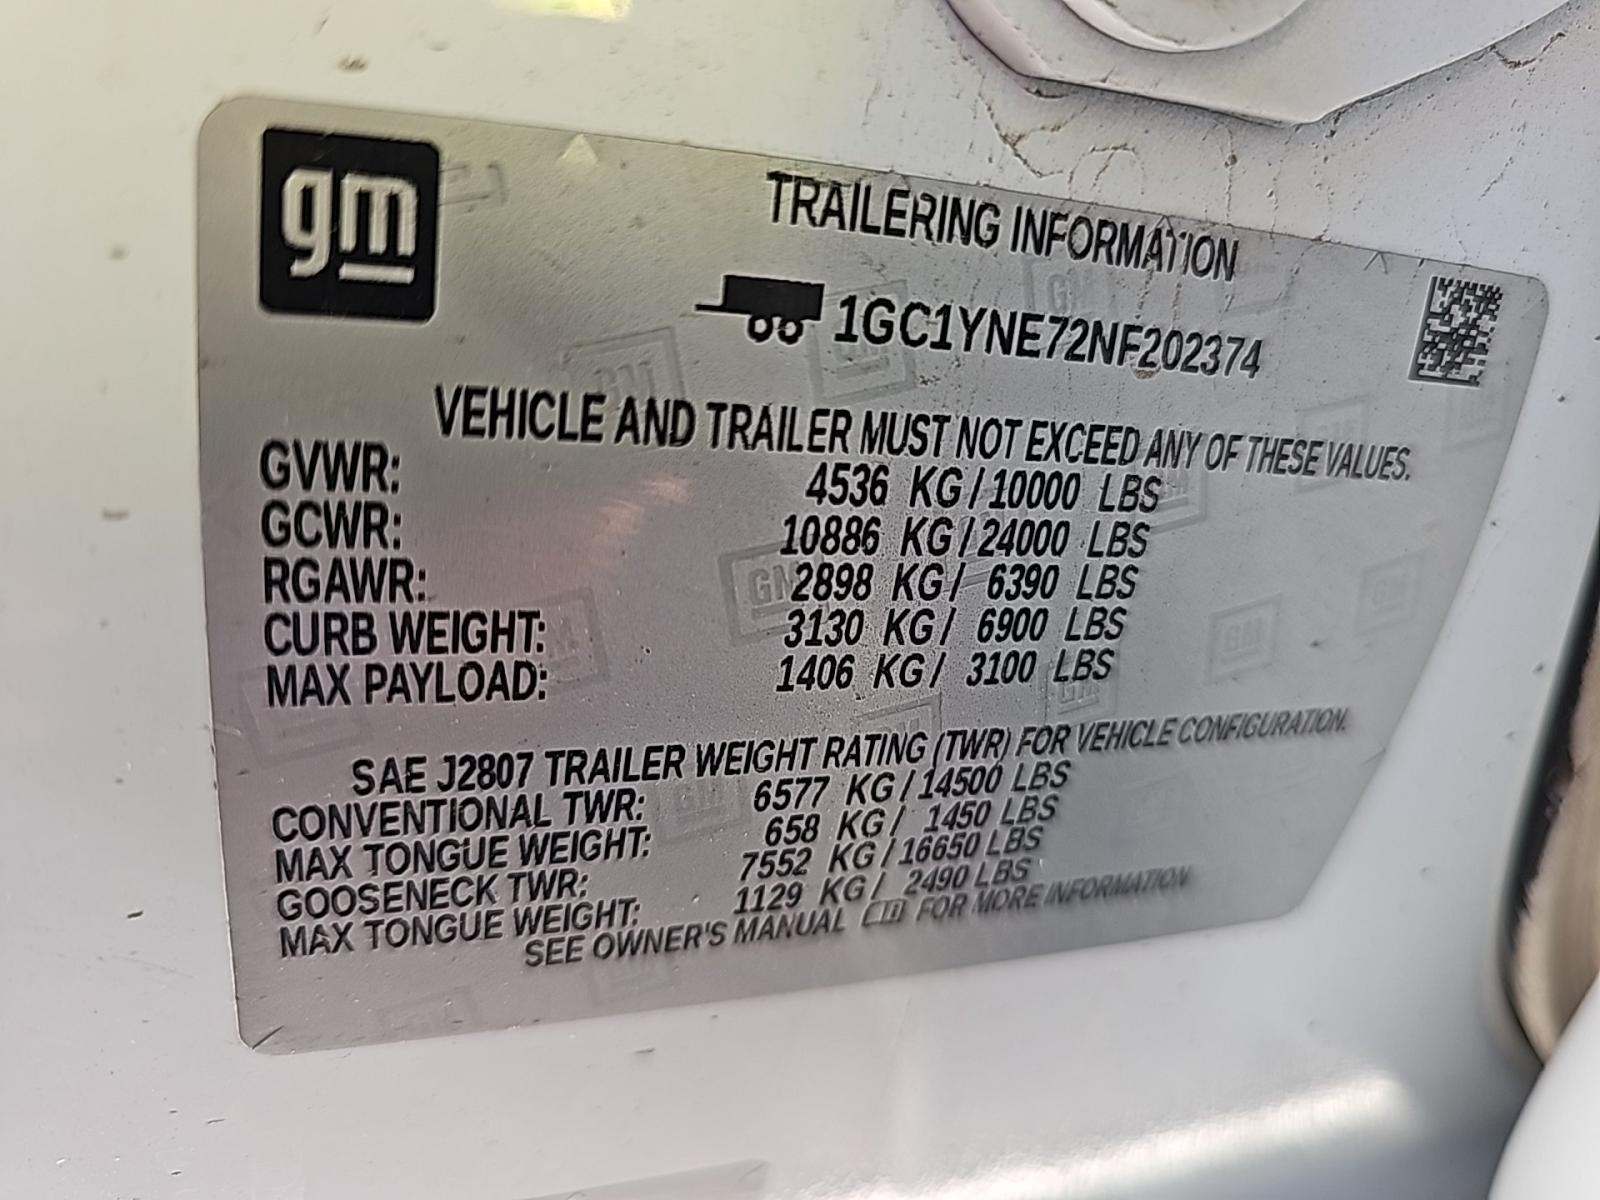 gm
TRAILERING INFORMATION
1GC1YNE72NF202374
VEHICLE AND TRAILER MUST NOT EXCEED ANY OF THESE VALUES.
GVWR: 4536 KG / 10000 LBS
GCWR: 10886 KG / 24000 LBS
RGAWR: 2898 KG / 6390 LBS
CURB WEIGHT: 3130 KG / 6900 LBS
MAX PAYLOAD: 1406 KG / 3100 LBS
SAE J2807 TRAILER WEIGHT RATING (TWR) FOR VEHICLE CONFIGURATION.
CONVENTIONAL TWR: 6577 KG / 14500 LBS
MAX TONGUE WEIGHT: 658 KG / 1450 LBS
GOOSENECK TWR: 7552 KG / 16650 LBS
MAX TONGUE WEIGHT: 1129 KG / 2490 LBS
SEE OWNER'S MANUAL FOR MORE INFORMATION